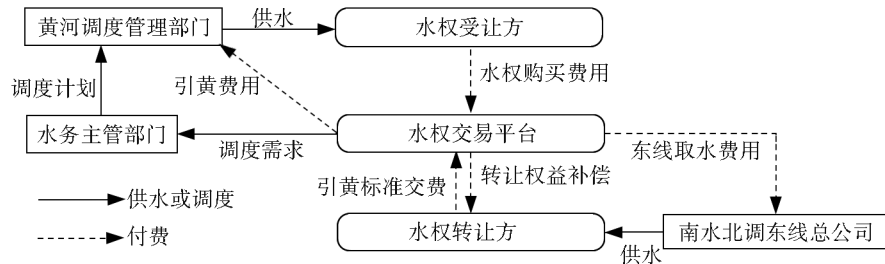 黄河调度管理部门
供水
水权受让方
调度计划
引黄费用
水权购买费用
水务主管部门
调度需求
水权交易平台
东线取水费用
供水或调度
引黄标准交费
转让权益补偿
付费
水权转让方
供水
南水北调东线总公司